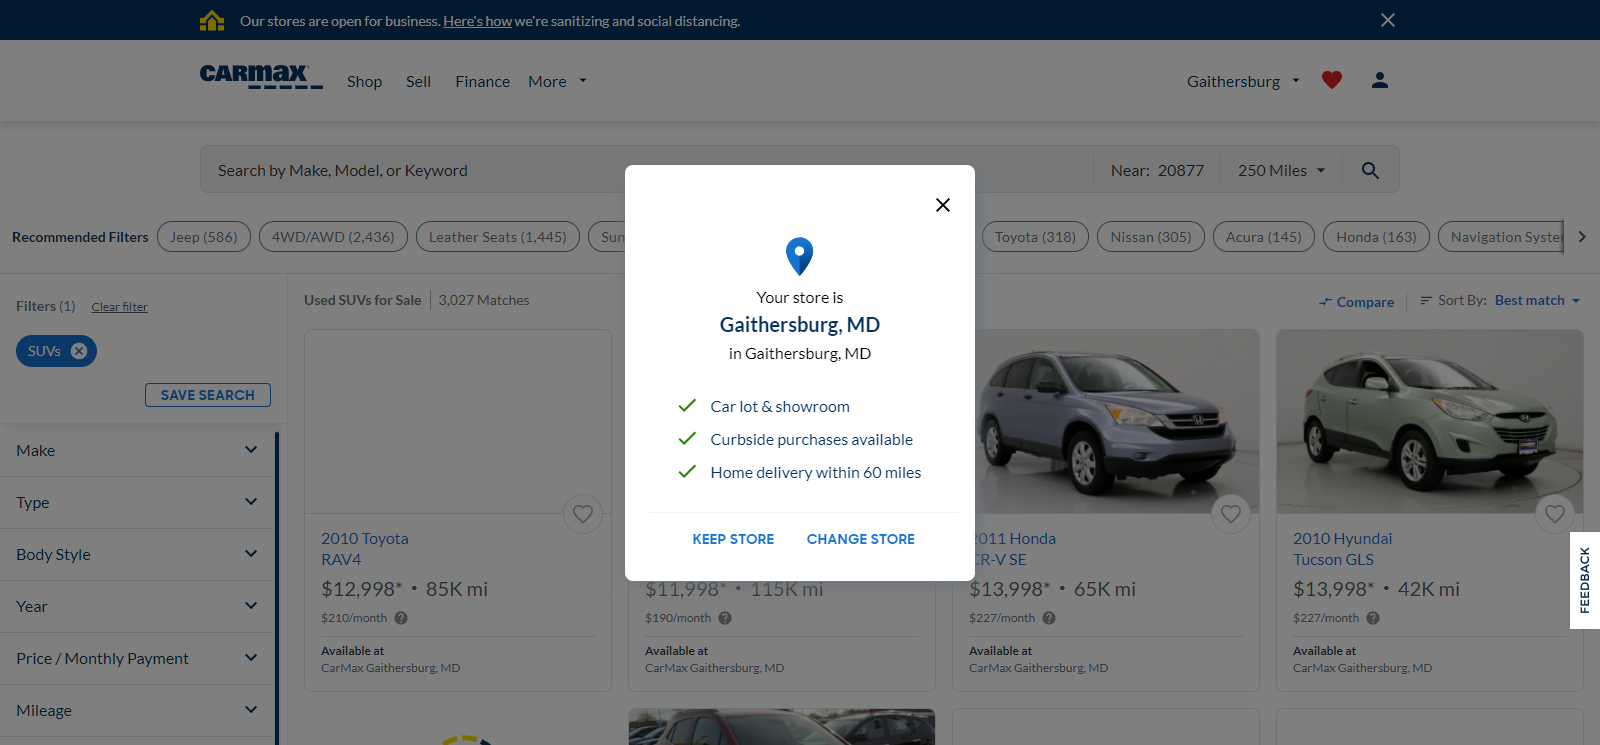 Our stores are open for business. Here's how we're sanitizing and social distancing.
CARMAX
Shop
Sell
Finance
More
Gaithersburg
Search by Make, Model, or Keyword
Near: 20877
250 Miles
Recommended Filters
Jeep (586)
4WD/AWD (2,436)
Leather Seats (1,445)
Toyota (318)
Nissan (305)
Acura (145)
Honda (163)
Filters (1)
Clear filter
SUVs
SAVE SEARCH
Make
Type
Body Style
Year
Price / Monthly Payment
Mileage
Used SUVs for Sale
3,027 Matches
Compare
Sort By: Best match
Your store is
Gaithersburg, MD
in Gaithersburg, MD
Car lot & showroom
Curbside purchases available
Home delivery within 60 miles
KEEP STORE
CHANGE STORE
2010 Toyota
RAV4
$12,998* • 85K mi
$210/month
Available at
CarMax Gaithersburg, MD
$11,998* • 115K mi
$190/month
Available at
CarMax Gaithersburg, MD
2011 Honda
CR-V SE
$13,998* • 65K mi
$227/month
Available at
CarMax Gaithersburg, MD
2010 Hyundai
Tucson GLS
$13,998* • 42K mi
$227/month
Available at
CarMax Gaithersburg, MD
FEEDBACK